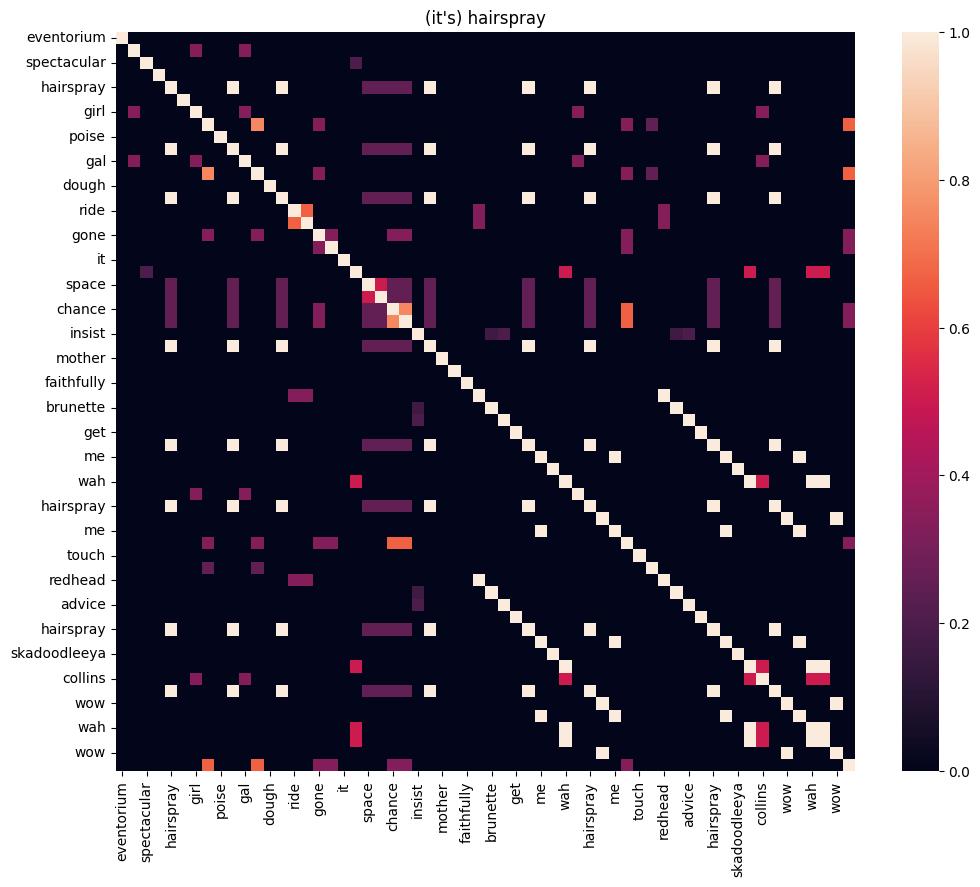 (it's) hairspray
eventorium
spectacular
hairspray
girl
poise
gal
dough
ride
gone
it
space
chance
insist
mother
faithfully
brunette
get
me
wah
hairspray
me
touch
redhead
advice
hairspray
skadoodleeya
collins
wow
wah
wow
1.0
0.8
0.6
0.4
0.2
0.0
eventorium
spectacular
hairspray
girl
poise
gal
dough
ride
gone
it
space
chance
insist
mother
faithfully
brunette
get
me
wah
hairspray
me
touch
redhead
advice
hairspray
skadoodleeya
collins
wow
wah
wow